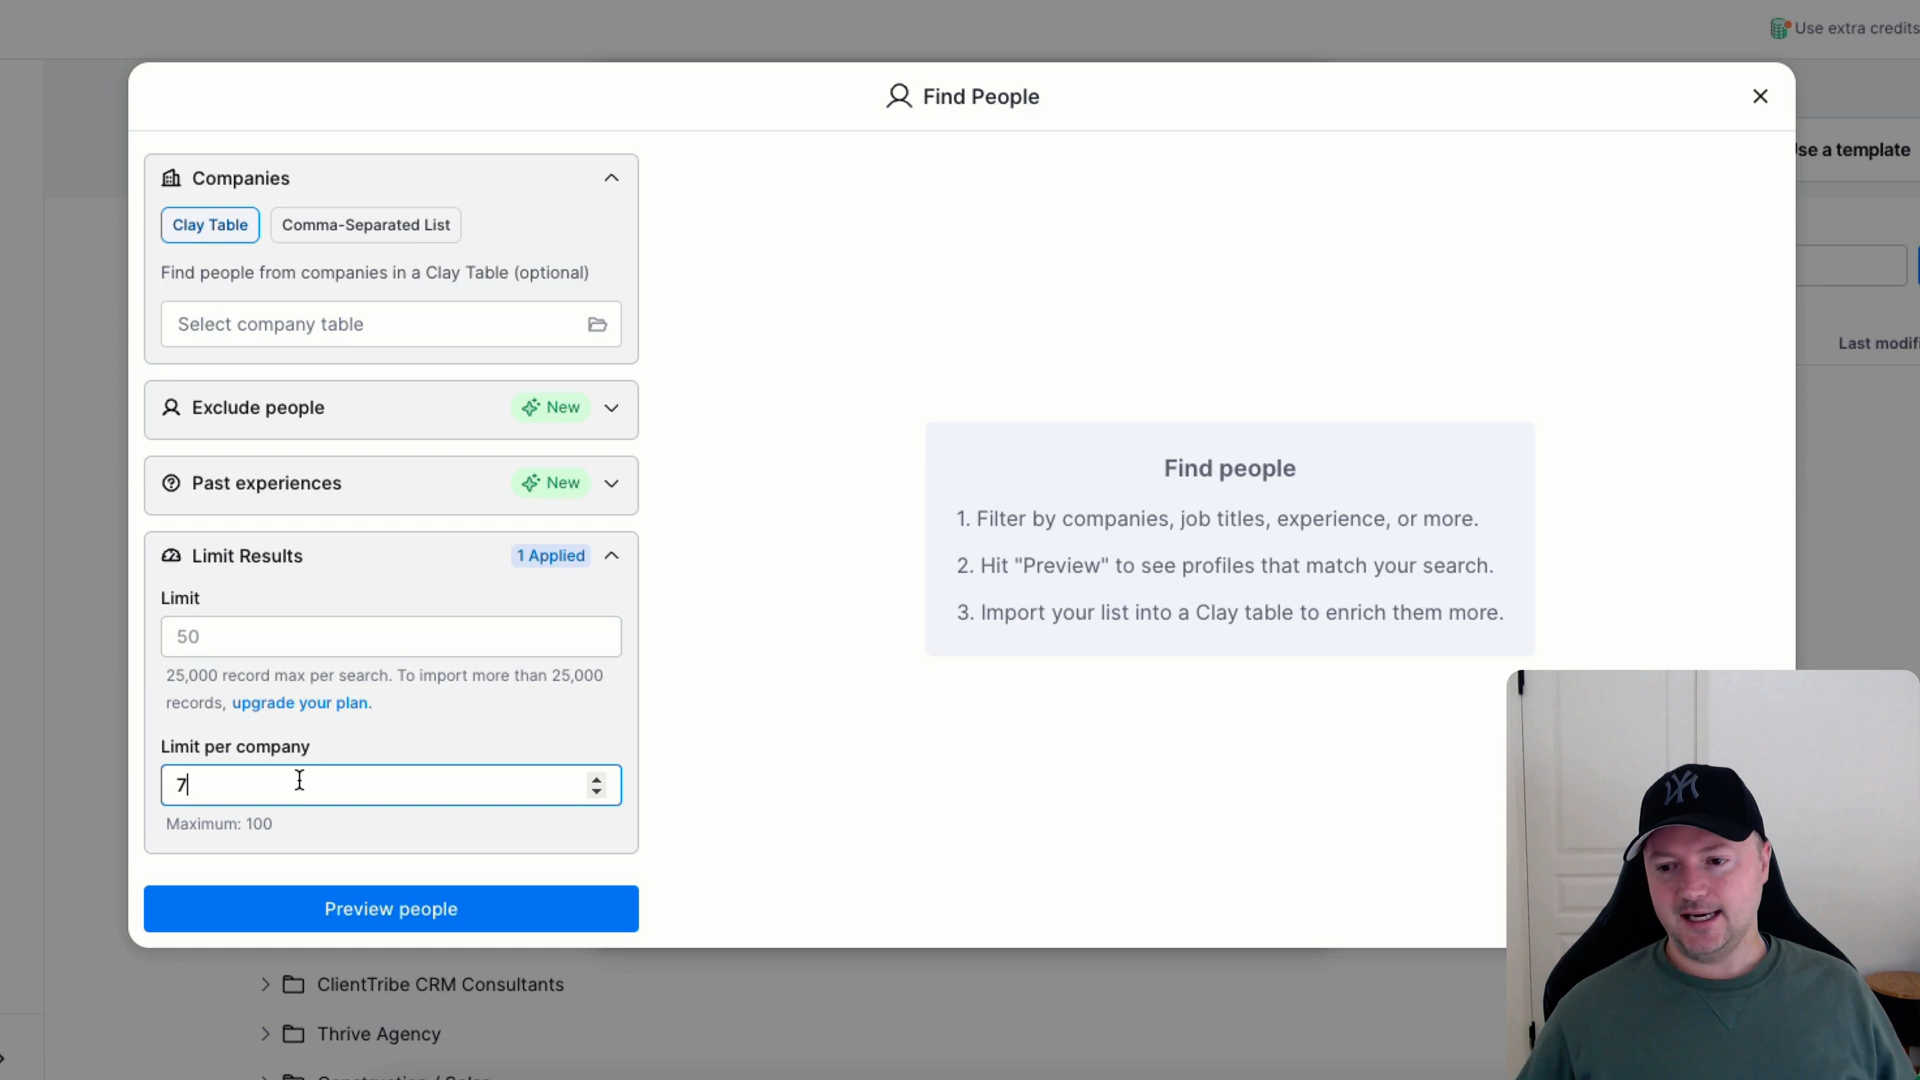 Use extra credits
Find People
Companies
Clay Table
Comma-Separated List
Find people from companies in a Clay Table (optional)
Select company table
Exclude people
New
Past experiences
New
Limit Results
1 Applied
Limit
50
25,000 record max per search. To import more than 25,000
records, upgrade your plan.
Limit per company
7
Maximum: 100
Preview people
Find people
1. Filter by companies, job titles, experience, or more.
2. Hit "Preview" to see profiles that match your search.
3. Import your list into a Clay table to enrich them more.
se a template
Last modif
ClientTribe CRM Consultants
Thrive Agency